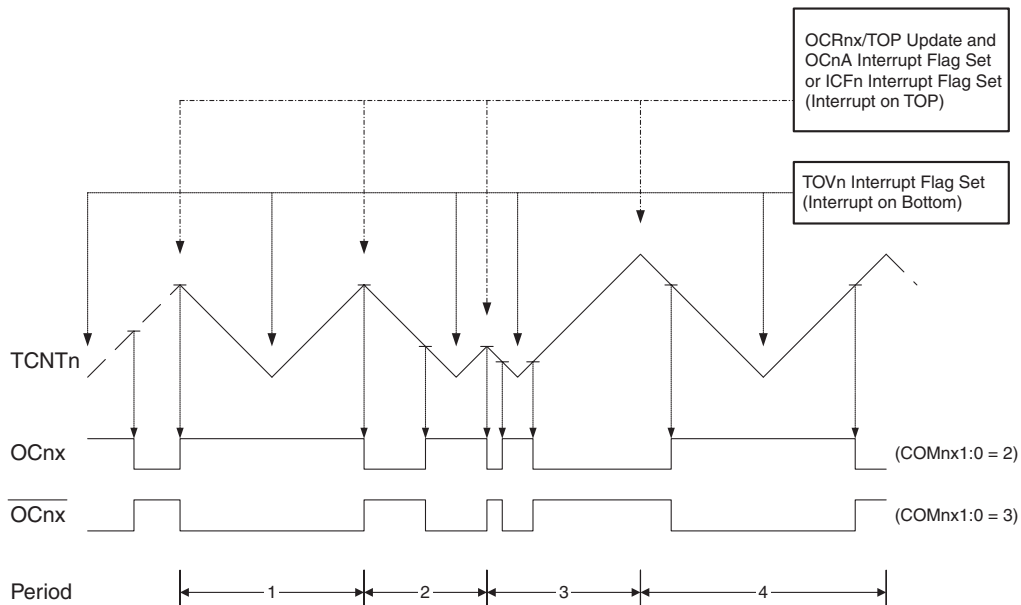 OCRnx/TOP Update and
OCnA Interrupt Flag Set
or ICFn Interrupt Flag Set
(Interrupt on TOP)
TOVn Interrupt Flag Set
(Interrupt on Bottom)
TCNTn
OCnx
(COMnx1:0 = 2)
OCnx
(COMnx1:0 = 3)
Period
1
2
3
4